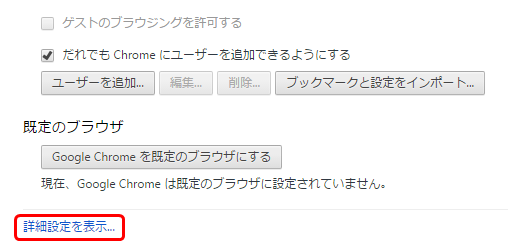 ゲストのブラウジングを許可する
だれでも Chrome にユーザーを追加できるようにする
ユーザーを追加... 編集... 削除... ブックマークと設定をインポート...
既定のブラウザ
Google Chrome を既定のブラウザにする
現在、Google Chrome は既定のブラウザに設定されていません。
詳細設定を表示...